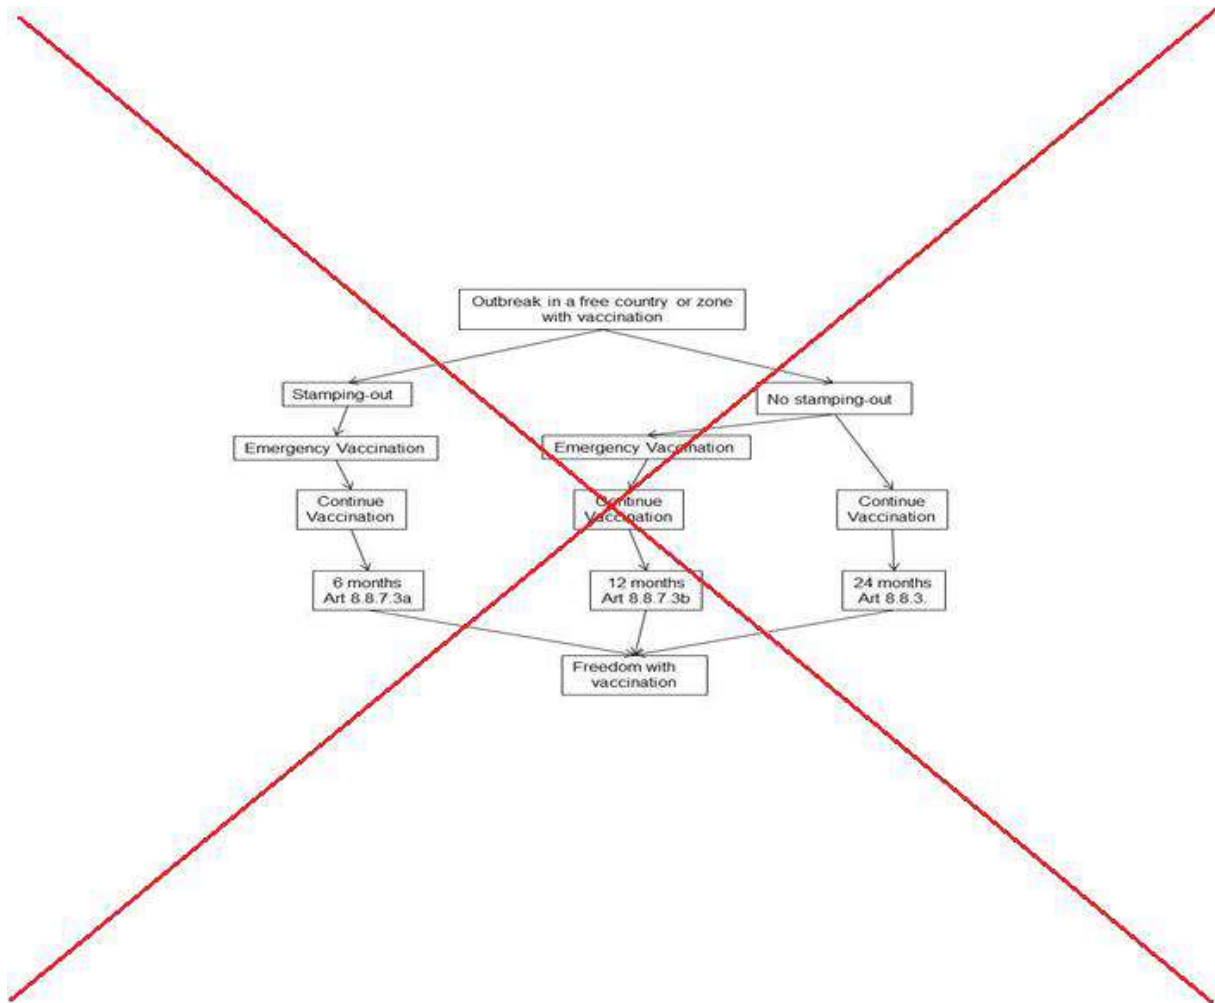 Outbreak in a free country or zone
with vaccination
Stamping-out
No stamping-out
Emergency Vaccination
Emergency Vaccination
Continue
Vaccination
Continue
Vaccination
Continue
Vaccination
6 months
Art 8.8.7.3a
12 months
Art 8.8.7.3b
24 months
Art 8.8.3.
Freedom with
vaccination